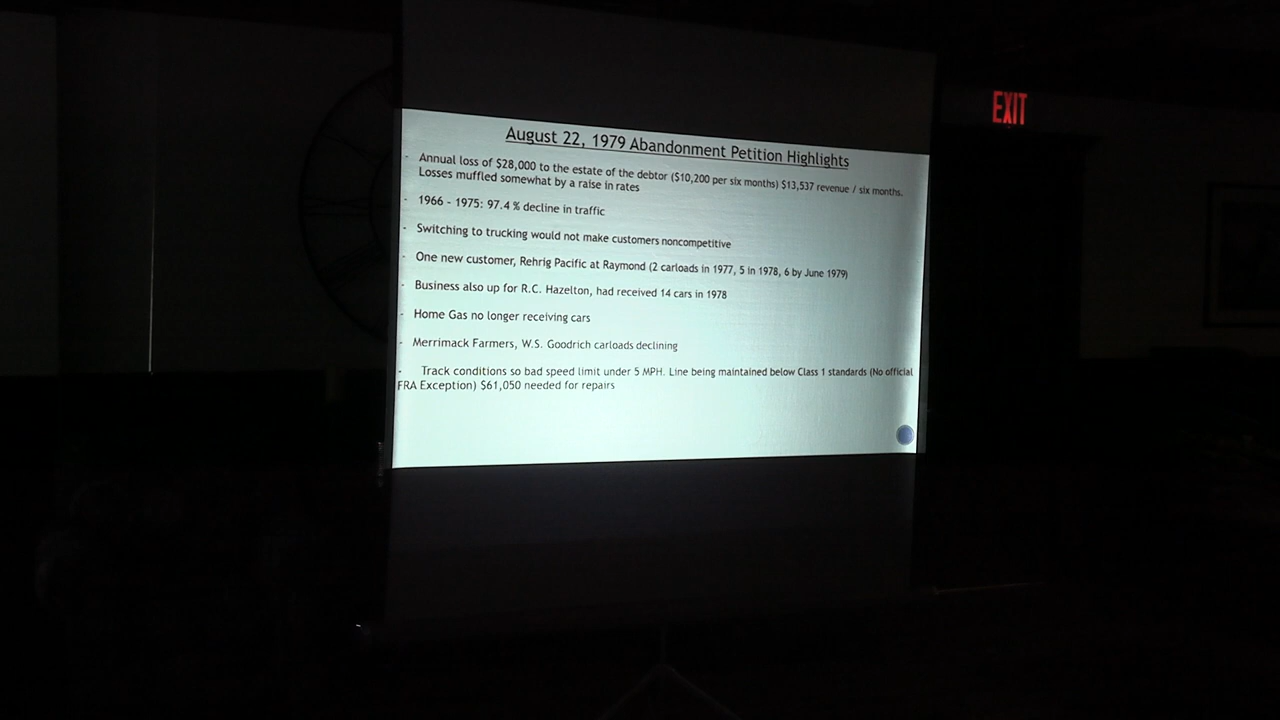 EXIT
August 22, 1979 Abandonment Petition Highlights
- Annual loss of $28,000 to the estate of the debtor ($10,200 per six months) $13,537 revenue / six months.
Losses muffled somewhat by a raise in rates
- 1966 - 1975: 97.4 % decline in traffic
- Switching to trucking would not make customers noncompetitive
- One new customer, Rehrig Pacific at Raymond (2 carloads in 1977, 5 in 1978, 6 by June 1979)
- Business also up for R.C. Hazelton, had received 14 cars in 1978
- Home Gas no longer receiving cars
- Merrimack Farmers, W.S. Goodrich carloads declining
- Track conditions so bad speed limit under 5 MPH. Line being maintained below Class 1 standards (No official
FRA Exception) $61,050 needed for repairs